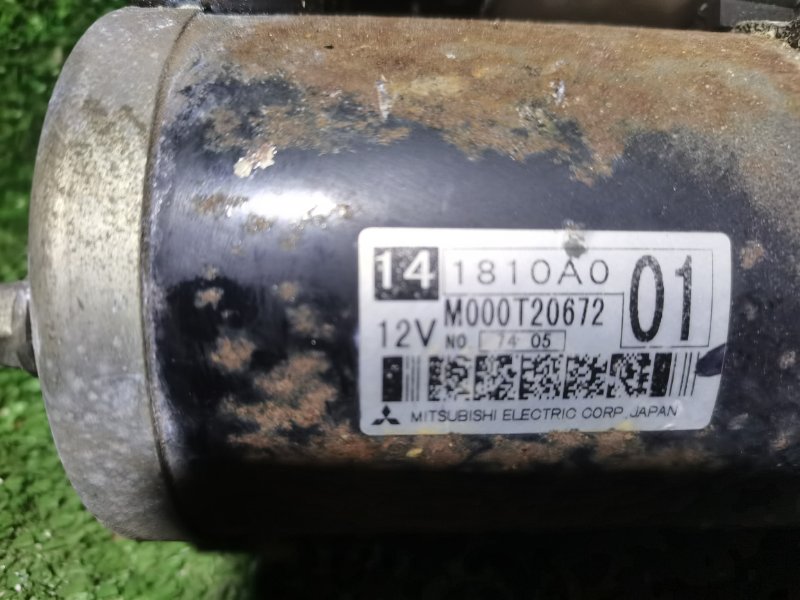 14 1810A0 01
M000T20672
12V NO 74 05
MITSUBISHI ELECTRIC CORP. JAPAN